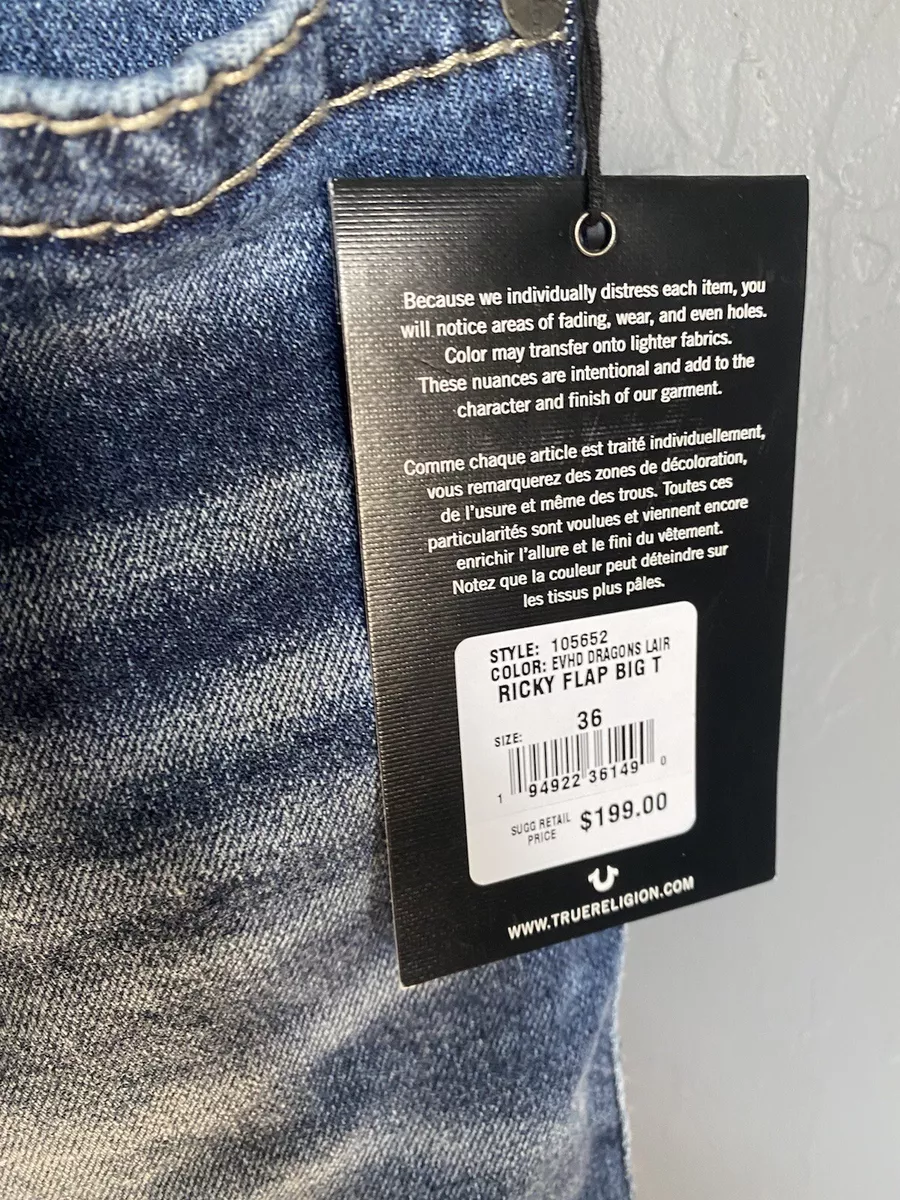 Because we individually distress each item, you
will notice areas of fading, wear, and even holes.
Color may transfer onto lighter fabrics.
These nuances are intentional and add to the
character and finish of our garment.
Comme chaque article est traité individuellement,
vous remarquerez des zones de décoloration,
de l'usure et même des trous. Toutes ces
particularités sont voulues et viennent encore
enrichir l'allure et le fini du vêtement.
Notez que la couleur peut déteindre sur
les tissus plus pâles.
STYLE: 105652
COLOR: EVHD DRAGONS LAIR
RICKY FLAP BIG T
SIZE: 36
1 94922 36149 0
SUGG RETAIL PRICE $199.00
WWW.TRUERELIGION.COM